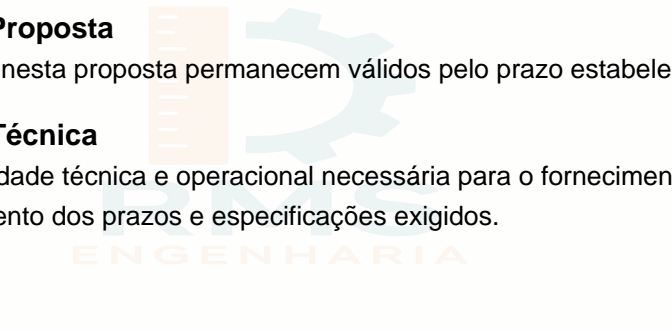 Proposta
nesta proposta permanecem válidos pelo prazo estabele
Técnica
dade técnica e operacional necessária para o fornecimen
ento dos prazos e especificações exigidos.
RMS
ENGENHARIA